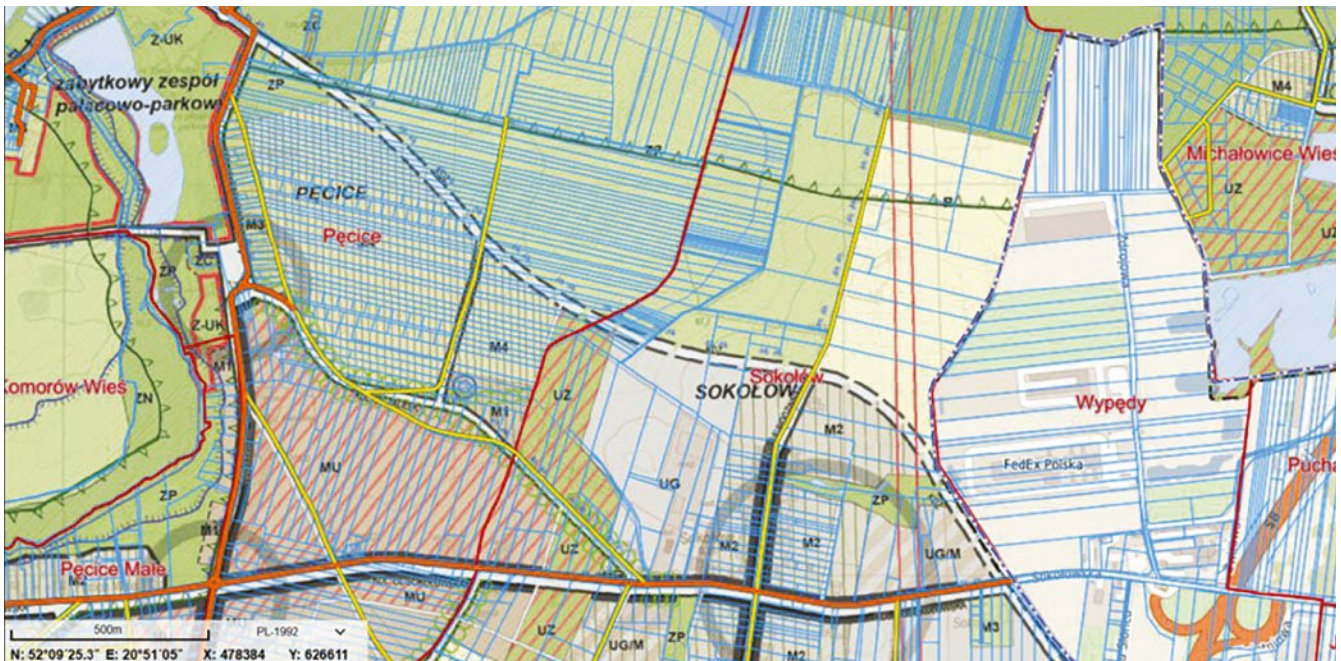 Z-UK
ZC
zabytkowy zespół
pałacowo-parkowy
ZP
M4
Michałowice Wieś
ZP
UZ
PĘCICE
Pęcice
M3
UZ
ZC
ZP
Z-UK
M4
SOKOŁÓW
Sokołów
Wypędy
Komorów-Wieś
M1
ZN
UZ
M1
M2
FedEx Polska
Pucha
MU
UG
ZP
ZP
M1
M2
M2
UG/M
UZ
Pęcice Małe
MU
UZ
UG/M
ZP
M2
M3
500m
PL-1992
N: 52°09'25.3" E: 20°51'05" X: 478384 Y: 626611